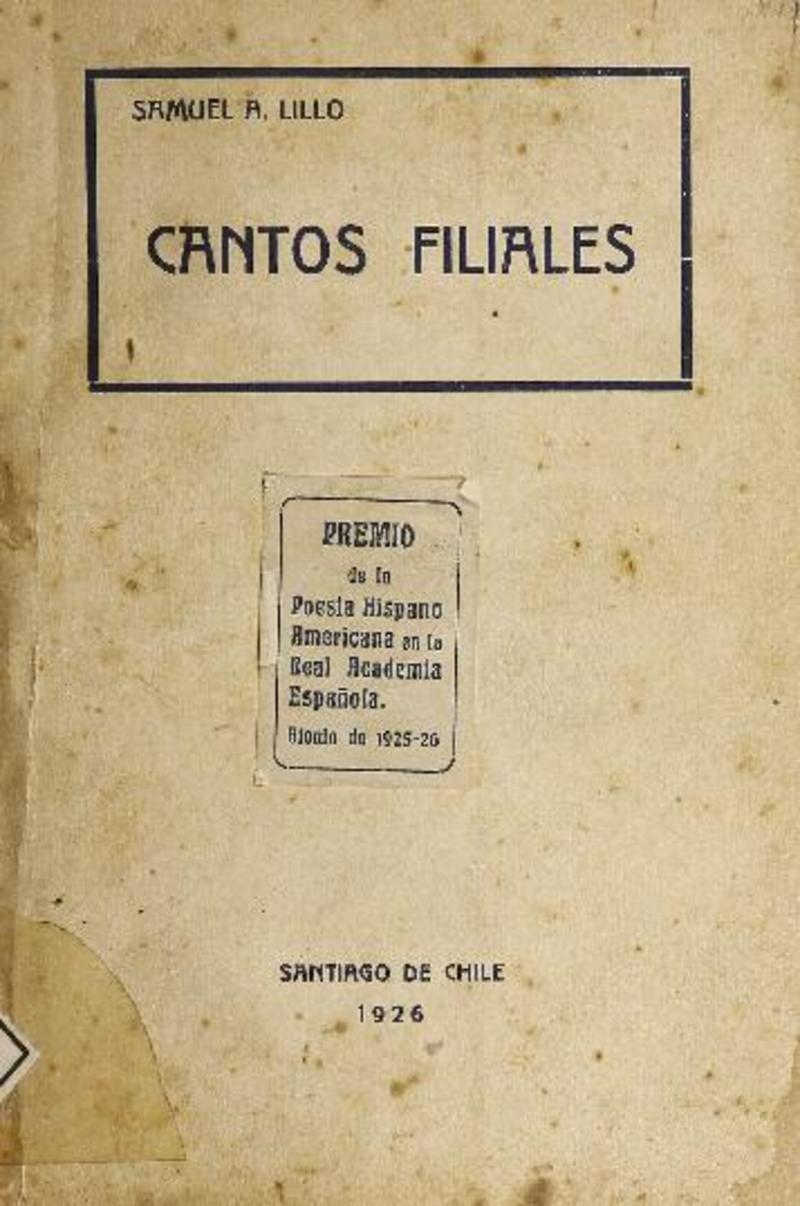 SAMUEL A. LILLO
CANTOS FILIALES
PREMIO
de la
Poesía Hispano
Americana en la
Real Academia
Española.
de 1925-26
SANTIAGO DE CHILE
1926